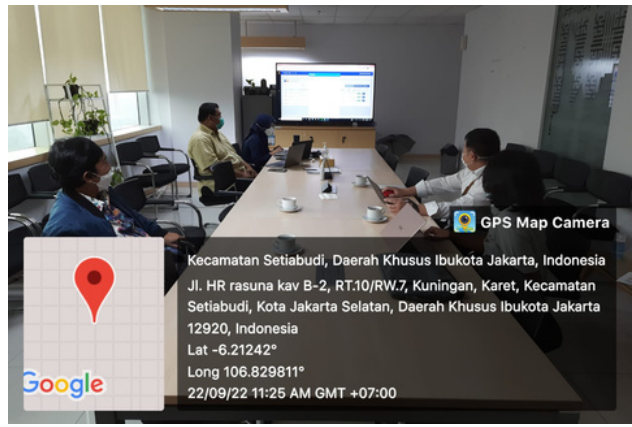 GPS Map Camera
Kecamatan Setiabudi, Daerah Khusus Ibukota Jakarta, Indonesia
Jl. HR rasuna kav B-2, RT.10/RW.7, Kuningan, Karet, Kecamatan
Setiabudi, Kota Jakarta Selatan, Daerah Khusus Ibukota Jakarta
12920, Indonesia
Lat -6.21242°
Long 106.829811°
22/09/22 11:25 AM GMT +07:00
Google